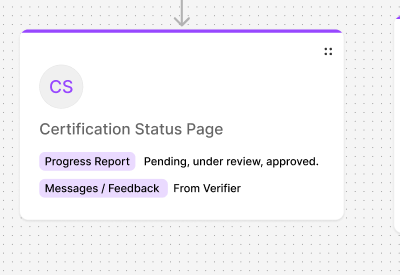 CS
Certification Status Page
Progress Report Pending, under review, approved.
Messages / Feedback From Verifier